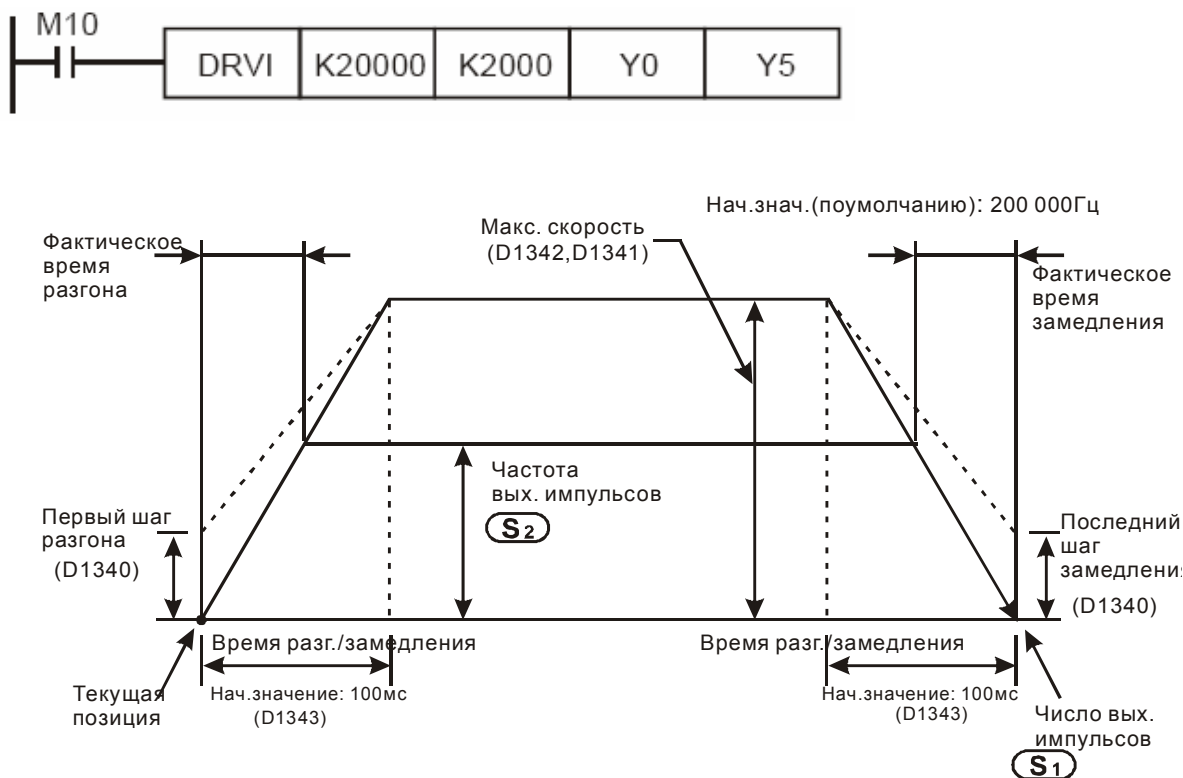 M10
DRVI K20000 K2000 Y0 Y5
Нач.знач.(поумолчанию): 200 000Гц
Макс. скорость
(D1342,D1341)
Фактическое
время
разгона
Фактическое
время
замедления
Частота
вых. импульсов
S2
Первый шаг
разгона
(D1340)
Последний
шаг
замедления
(D1340)
Время разг./замедления
Время разг./замедления
Текущая
позиция
Нач.значение: 100мс
(D1343)
Нач.значение: 100мс
(D1343)
Число вых.
импульсов
S1